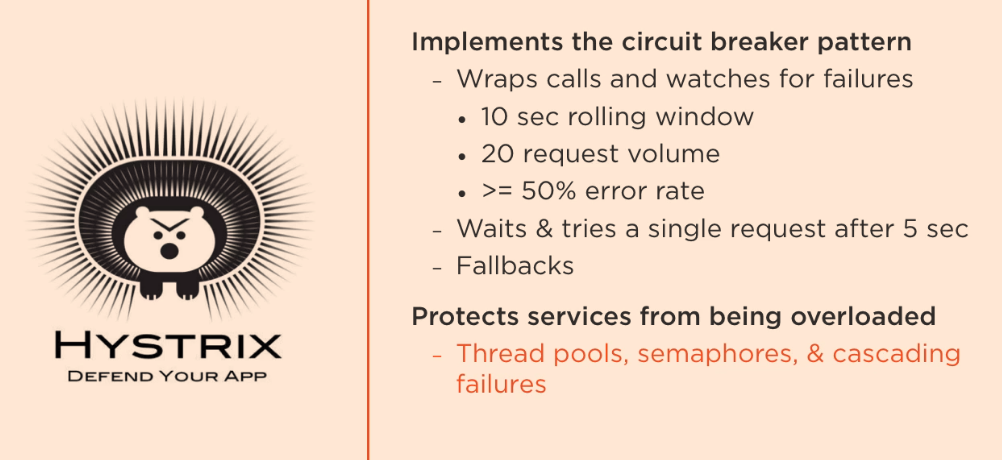 Implements the circuit breaker pattern
– Wraps calls and watches for failures
• 10 sec rolling window
• 20 request volume
• >= 50% error rate
– Waits & tries a single request after 5 sec
– Fallbacks
Protects services from being overloaded
– Thread pools, semaphores, & cascading
failures
HYSTRIX
DEFEND YOUR APP